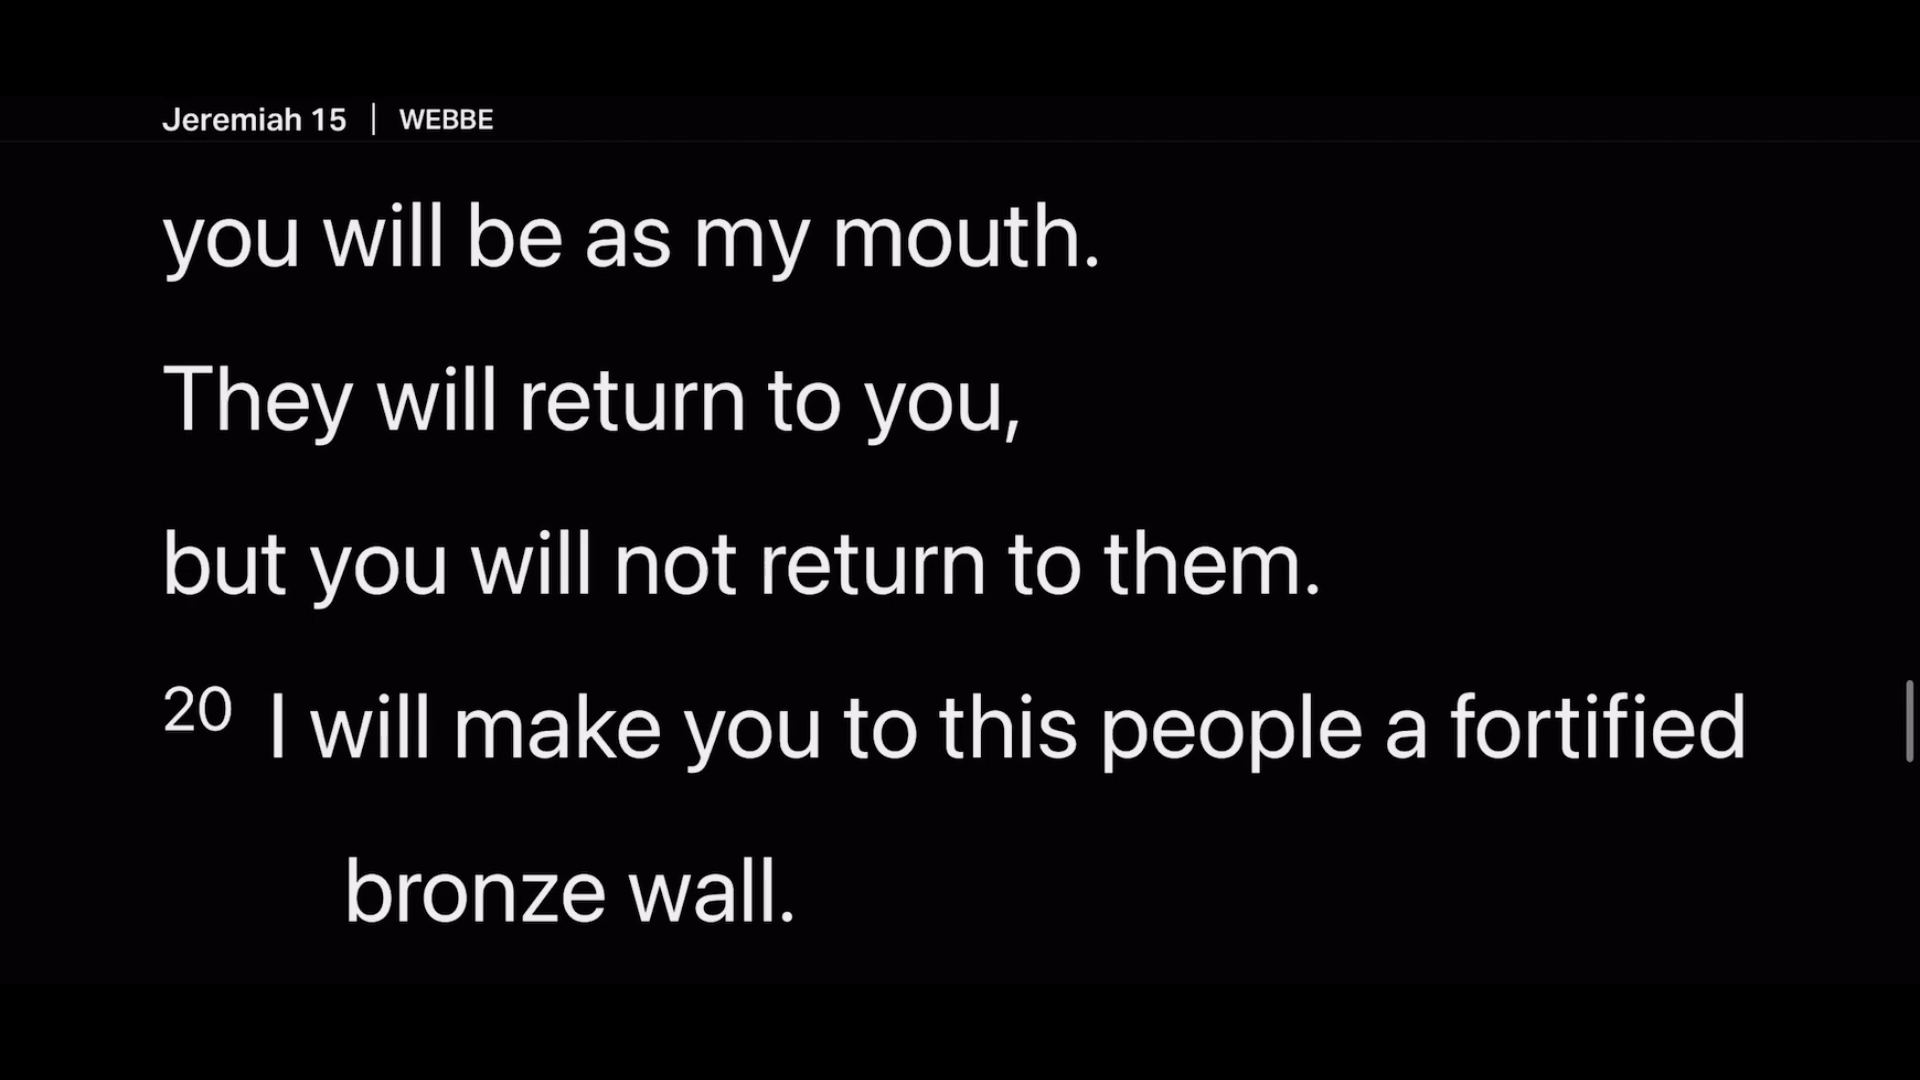 Jeremiah 15 | WEBBE
you will be as my mouth.
They will return to you,
but you will not return to them.
20 I will make you to this people a fortified
bronze wall.